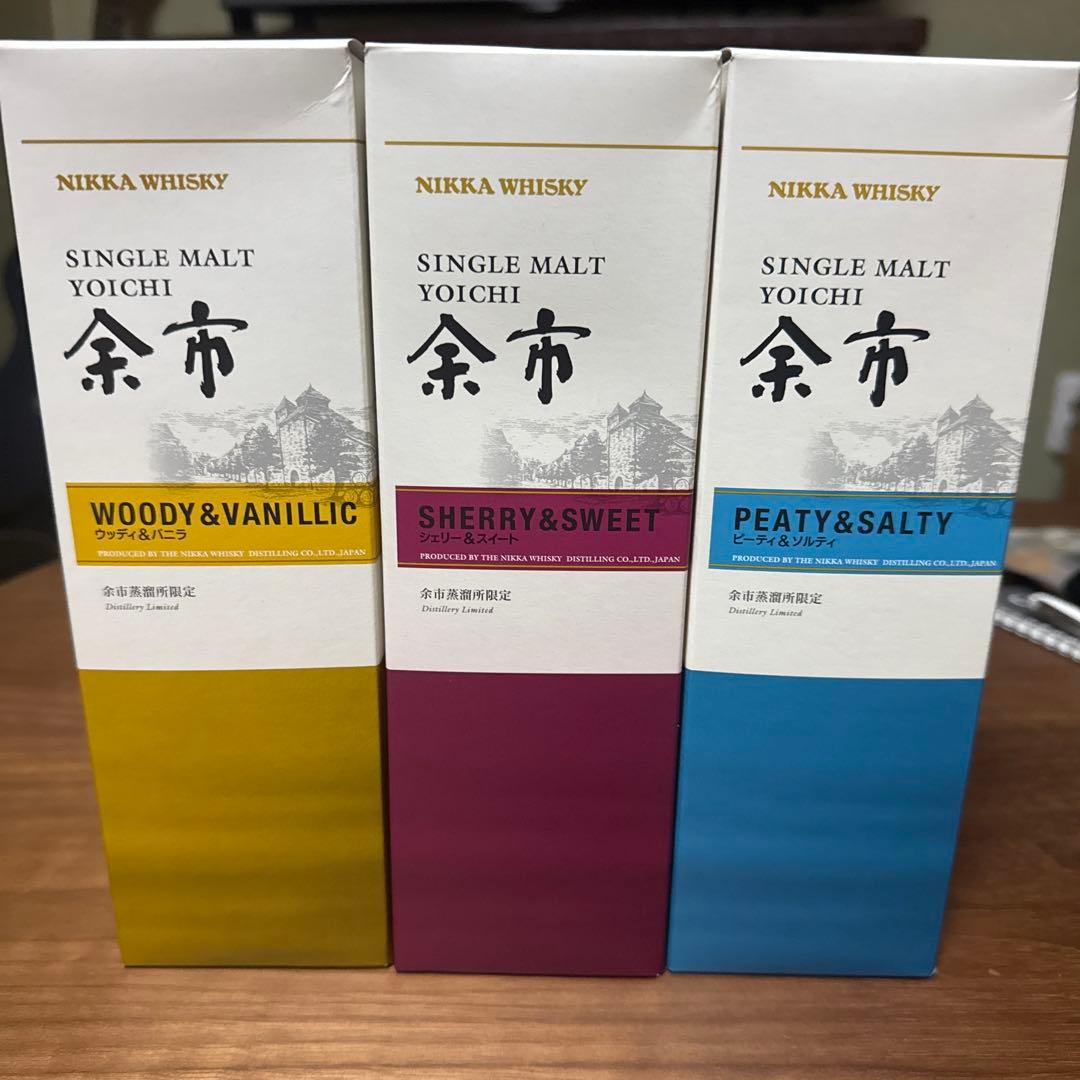 NIKKA WHISKY
SINGLE MALT
YOICHI
余市
WOODY&VANILLIC
ウッディ&バニラ
PRODUCED BY THE NIKKA WHISKY DISTILLING CO.,LTD.,JAPAN
余市蒸溜所限定
Distillery Limited
NIKKA WHISKY
SINGLE MALT
YOICHI
余市
SHERRY&SWEET
シェリー&スイート
PRODUCED BY THE NIKKA WHISKY DISTILLING CO.,LTD.,JAPAN
余市蒸溜所限定
Distillery Limited
NIKKA WHISKY
SINGLE MALT
YOICHI
余市
PEATY&SALTY
ピーティ&ソルティ
PRODUCED BY THE NIKKA WHISKY DISTILLING CO.,LTD.,JAPAN
余市蒸溜所限定
Distillery Limited